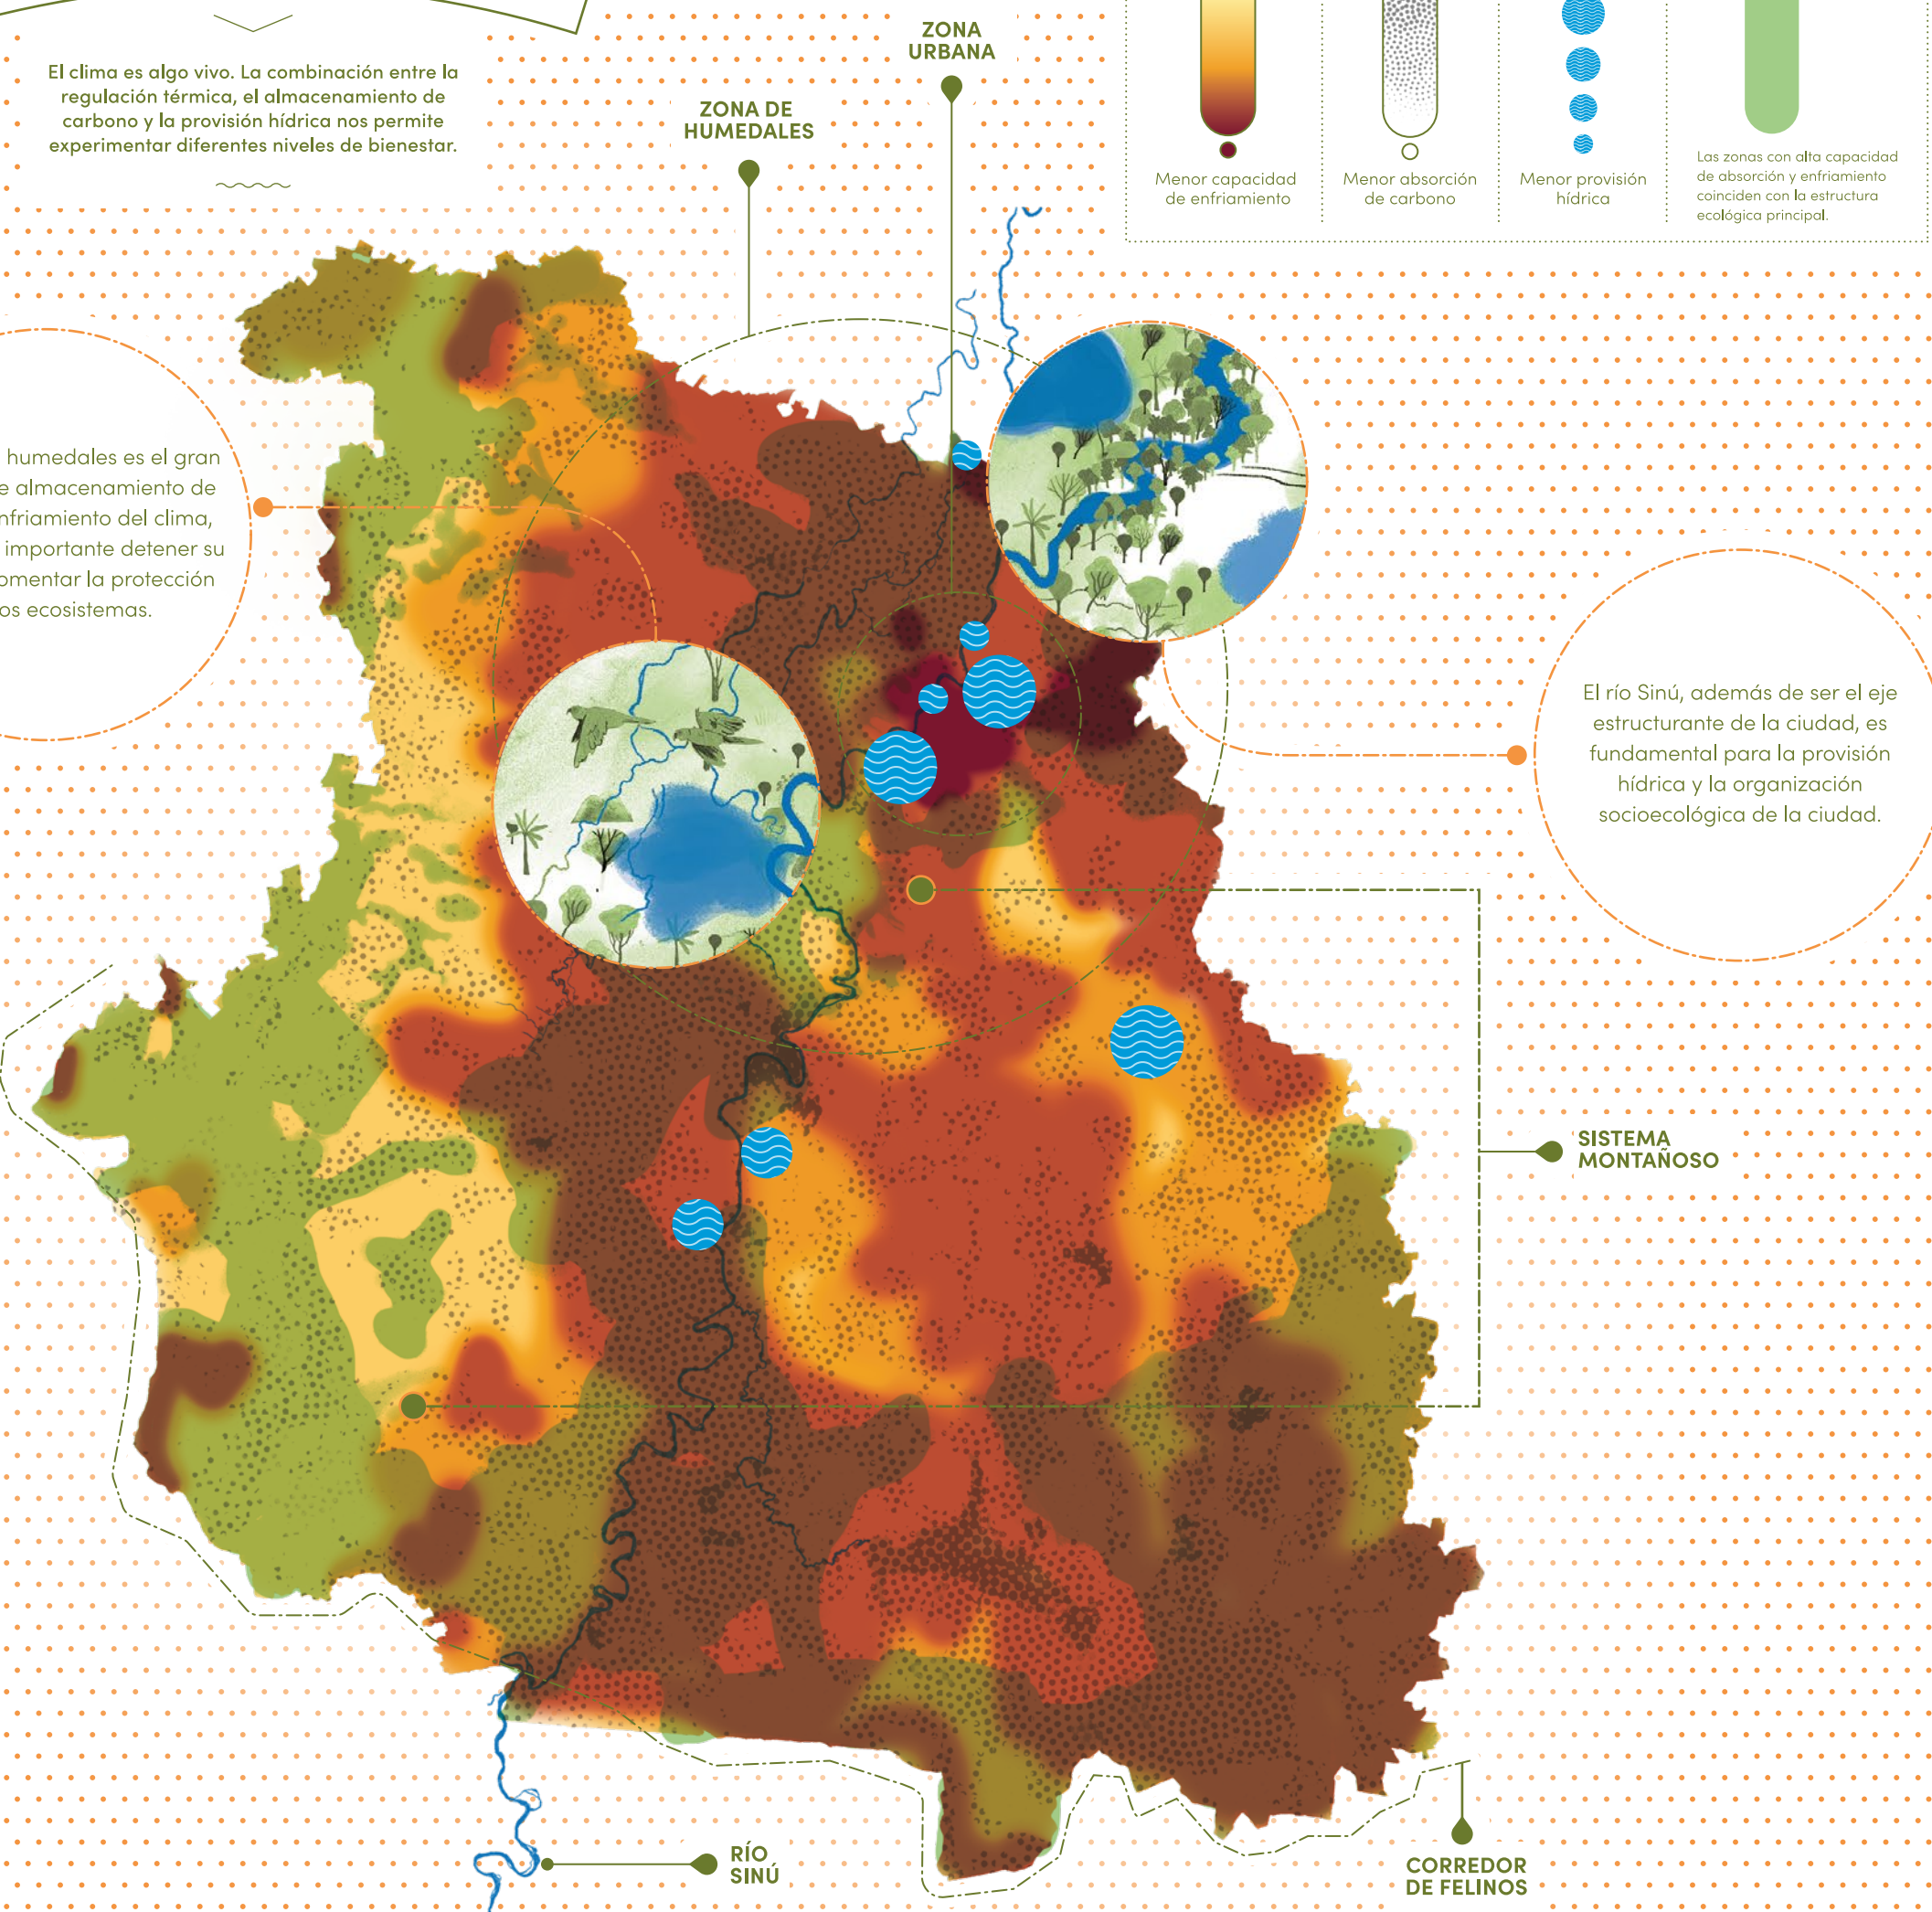 El clima es algo vivo. La combinación entre la
regulación térmica, el almacenamiento de
carbono y la provisión hídrica nos permite
experimentar diferentes niveles de bienestar.
ZONA DE
HUMEDALES
ZONA
URBANA
Menor capacidad
de enfriamiento
Menor absorción
de carbono
Menor provisión
hídrica
Las zonas con alta capacidad
de absorción y enfriamiento
coinciden con la estructura
ecológica principal.
humedales es el gran
almacenamiento de
del clima,
importante detener su
la protección
ecosistemas.
El río Sinú, además de ser el eje
estructurante de la ciudad, es
fundamental para la provisión
hídrica y la organización
socioecológica de la ciudad.
SISTEMA
MONTAÑOSO
RÍO
SINÚ
CORREDOR
DE FELINOS